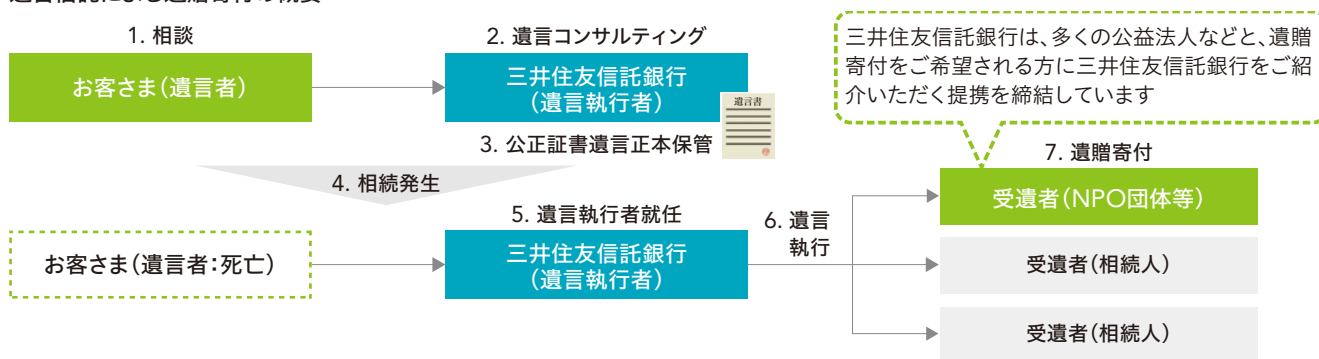 1. 相談
お客さま(遺言者)
2. 遺言コンサルティング
三井住友信託銀行
(遺言執行者)
遺言書
3. 公正証書遺言正本保管
三井住友信託銀行は、多くの公益法人などと、遺贈
寄付をご希望される方に三井住友信託銀行をご紹
介いただく提携を締結しています
4. 相続発生
お客さま(遺言者:死亡)
5. 遺言執行者就任
三井住友信託銀行
(遺言執行者)
6. 遺言
執行
7. 遺贈寄付
受遺者(NPO団体等)
受遺者(相続人)
受遺者(相続人)